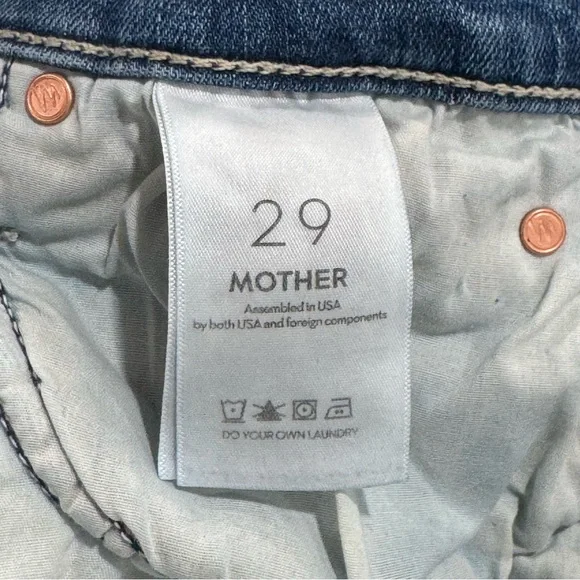 29
MOTHER
Assembled in USA
by both USA and foreign components
DO YOUR OWN LAUNDRY